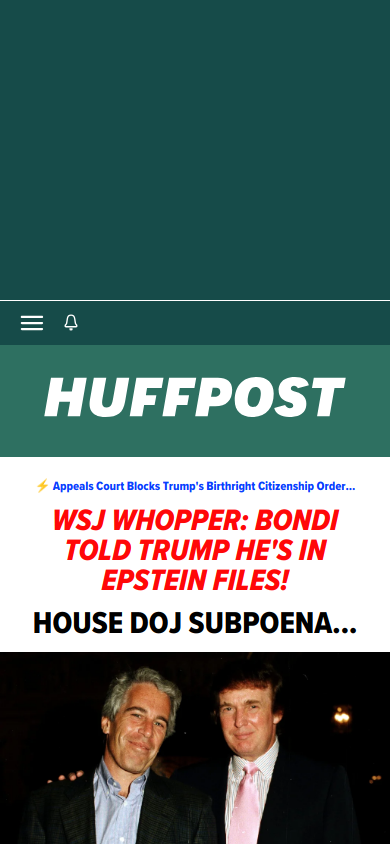 HUFFPOST
⚡ Appeals Court Blocks Trump's Birthright Citizenship Order...
WSJ WHOPPER: BONDI
TOLD TRUMP HE'S IN
EPSTEIN FILES!
HOUSE DOJ SUBPOENA...